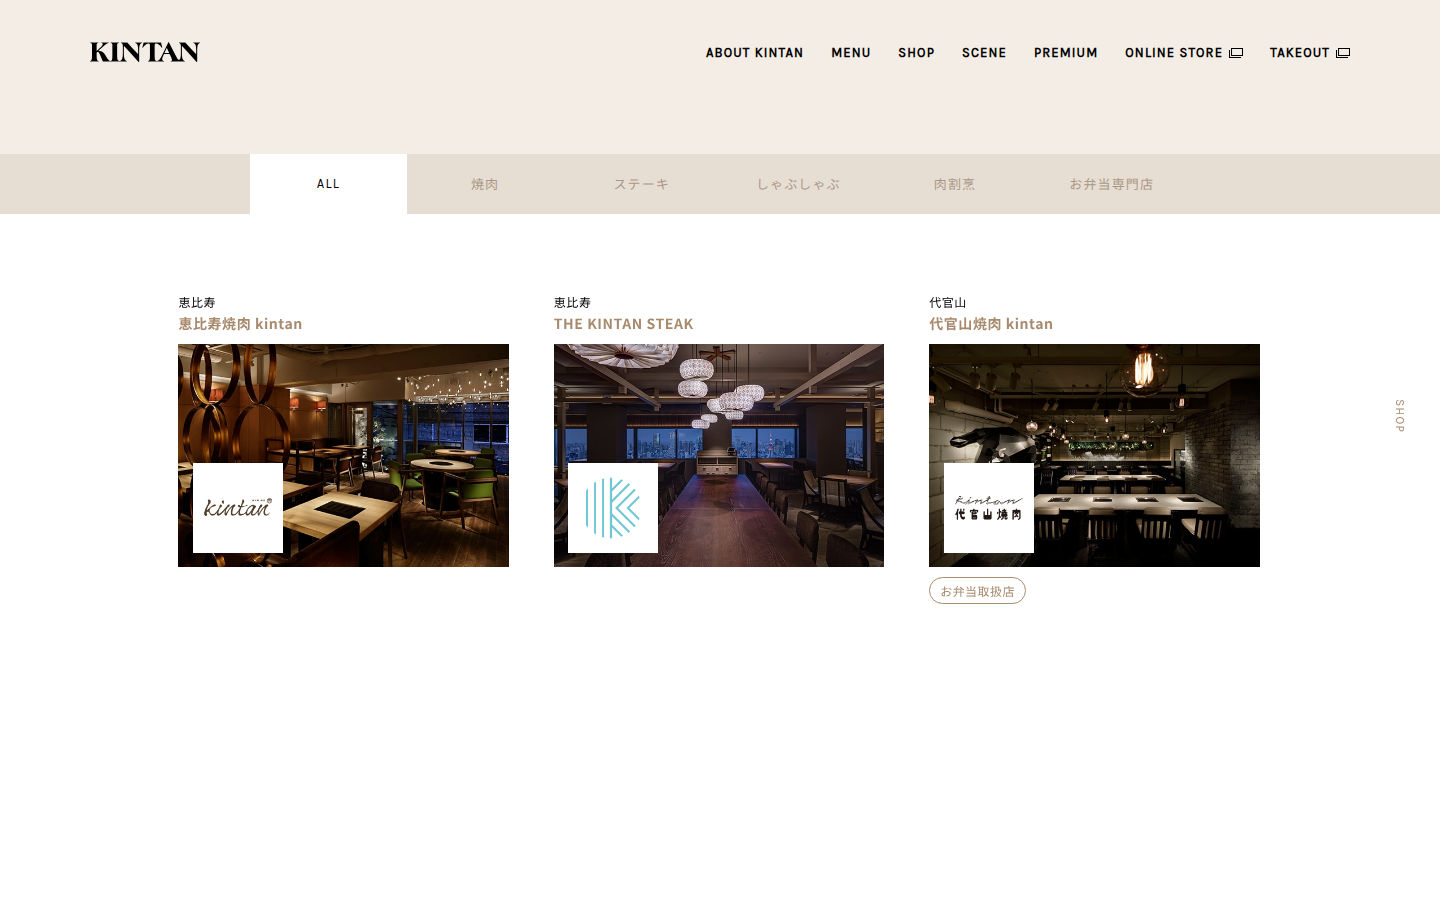 KINTAN
ABOUT KINTAN MENU SHOP SCENE PREMIUM ONLINE STORE TAKEOUT
ALL 焼肉 ステーキ しゃぶしゃぶ 肉割烹 お弁当専門店
恵比寿
恵比寿焼肉 kintan
kintan
恵比寿
THE KINTAN STEAK
代官山
代官山焼肉 kintan
kintan
代官山焼肉
お弁当取扱店
SHOP